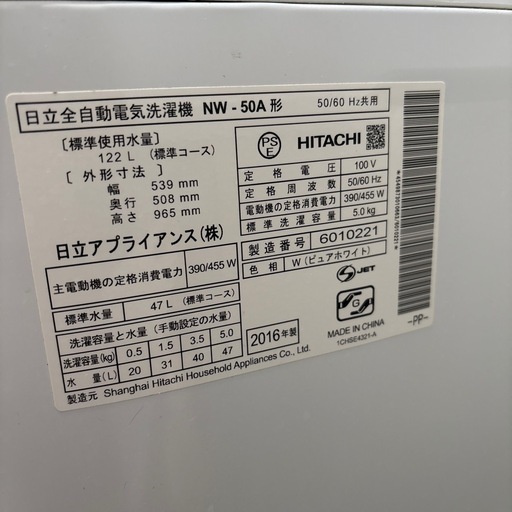 日立全自動電気洗濯機 NW-50A形 50/60 Hz共用
[標準使用水量]
122 L (標準コース)
[外形寸法]
幅 539 mm
奥行 508 mm
高さ 965 mm
日立アプライアンス(株)
PS E HITACHI
定格電圧 100 V
定格周波数 50/60 Hz
電動機の定格消費電力 390/455 W
標準洗濯容量 5.0 kg
製造番号 6010221
色相 W (ピュアホワイト)
主電動機の定格消費電力 390/455 W
標準水量 47 L (標準コース)
洗濯容量と水量 (手動設定の水量)
洗濯容量(kg) 0.5 1.5 3.5 5.0
水量(L) 20 31 40 47
2016年製
S-JET
G
MADE IN CHINA
1CHSE4321-A
-PP-
製造元 Shanghai Hitachi Household Appliances Co., Ltd.